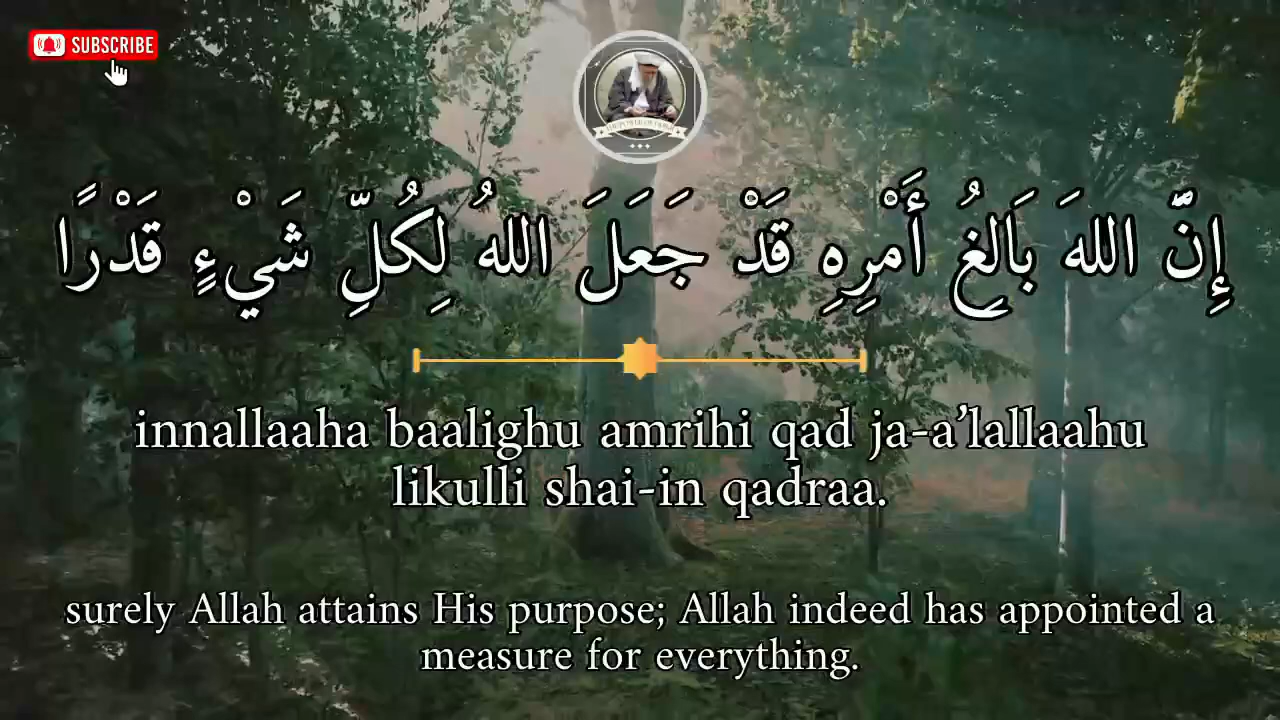 SUBSCRIBE
إِنَّ اللهَ بَالِغُ أَمْرِهِ قَدْ جَعَلَ اللهُ لِكُلِّ شَيْءٍ قَدْرًا
innallaaha baalighu amrihi qad ja-a’lallaahu
likulli shai-in qadraa.
surely Allah attains His purpose; Allah indeed has appointed a
measure for everything.